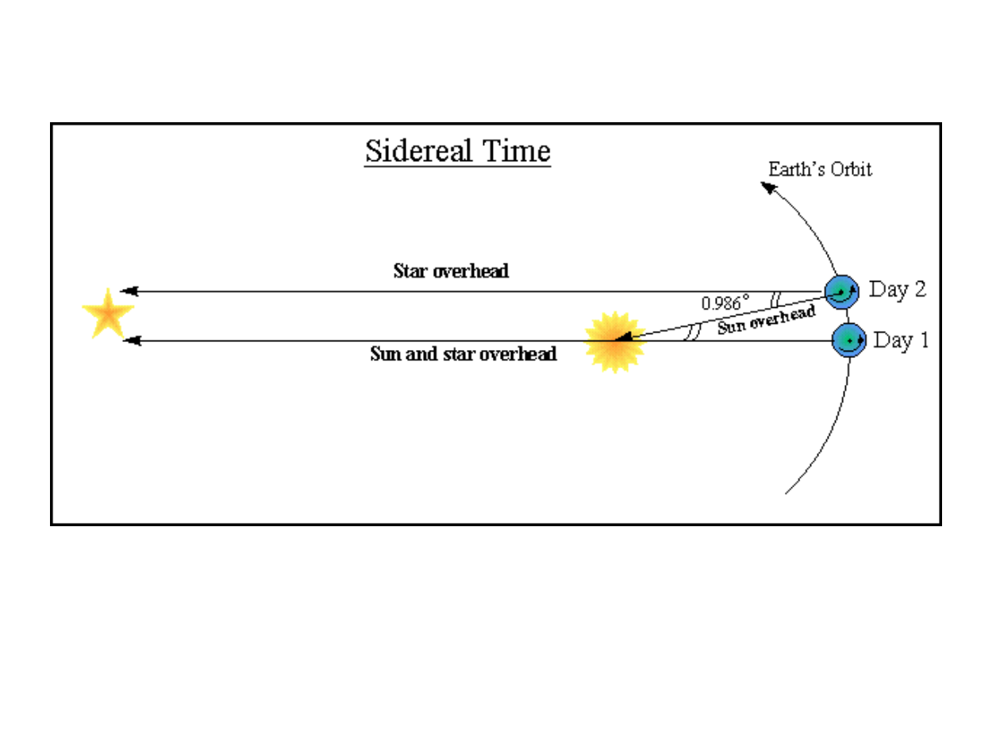 Sidereal Time
Earth's Orbit
Star overhead
Day 2
0.986°
Sun overhead
Day 1
Sun and star overhead